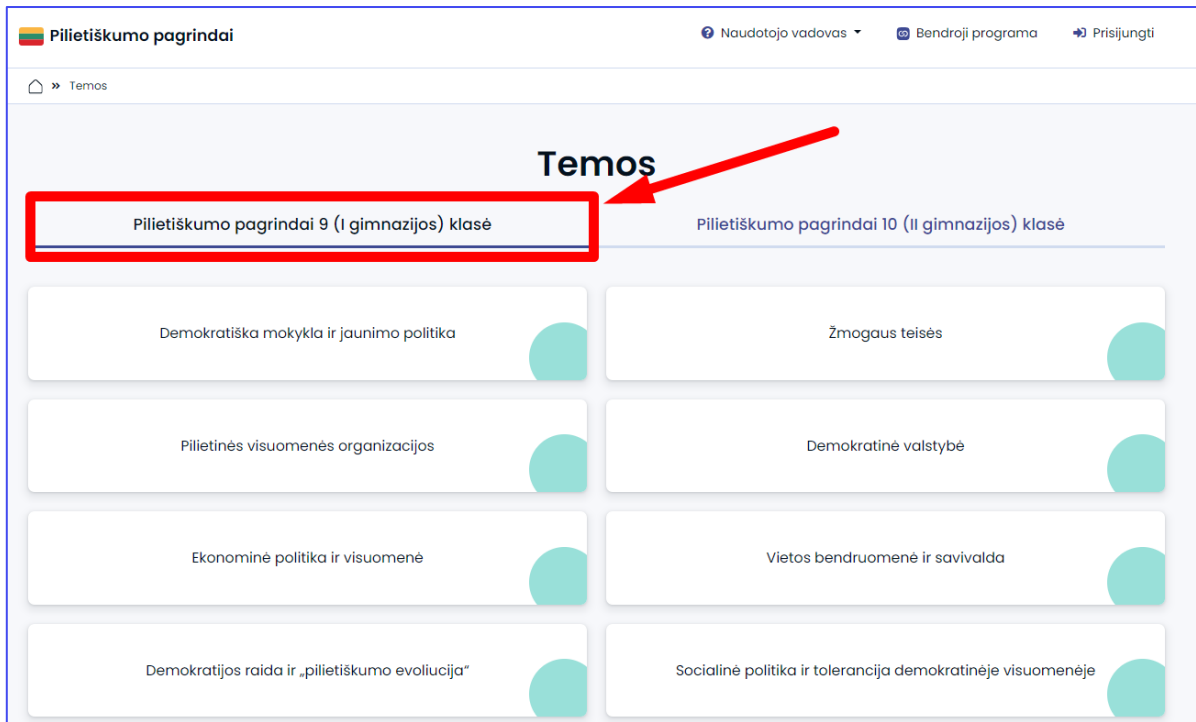 Pilietiškumo pagrindai
Naudotojo vadovas
Bendroji programa
Prisijungti
» Temos
Temos
Pilietiškumo pagrindai 9 (I gimnazijos) klasė
Pilietiškumo pagrindai 10 (II gimnazijos) klasė
Demokratiška mokykla ir jaunimo politika
Žmogaus teisės
Pilietinės visuomenės organizacijos
Demokratinė valstybė
Ekonominė politika ir visuomenė
Vietos bendruomenė ir savivalda
Demokratijos raida ir „pilietiškumo evoliucija“
Socialinė politika ir tolerancija demokratinėje visuomenėje